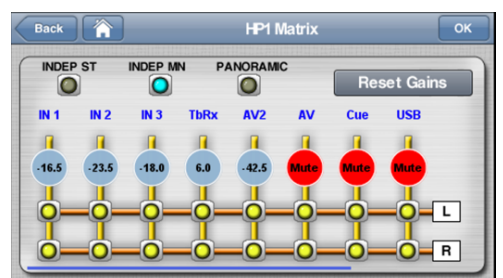 Back HP1 Matrix OK
INDEP ST INDEP MN PANORAMIC
Reset Gains
IN 1 IN 2 IN 3 TbRx AV2 AV Cue USB
-16.5 -23.5 -18.0 6.0 -42.5 Mute Mute Mute
L
R